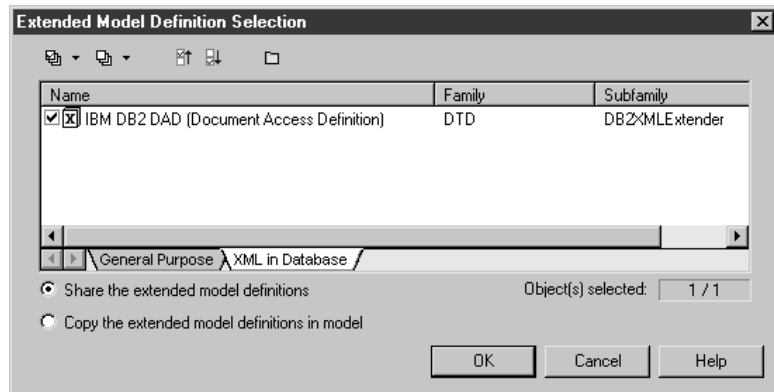 Extended Model Definition Selection
Name Family Subfamily
IBM DB2 DAD (Document Access Definition) DTD DB2XMLExtender
General Purpose XML in Database
Share the extended model definitions Object(s) selected: 1 / 1
Copy the extended model definitions in model
OK Cancel Help